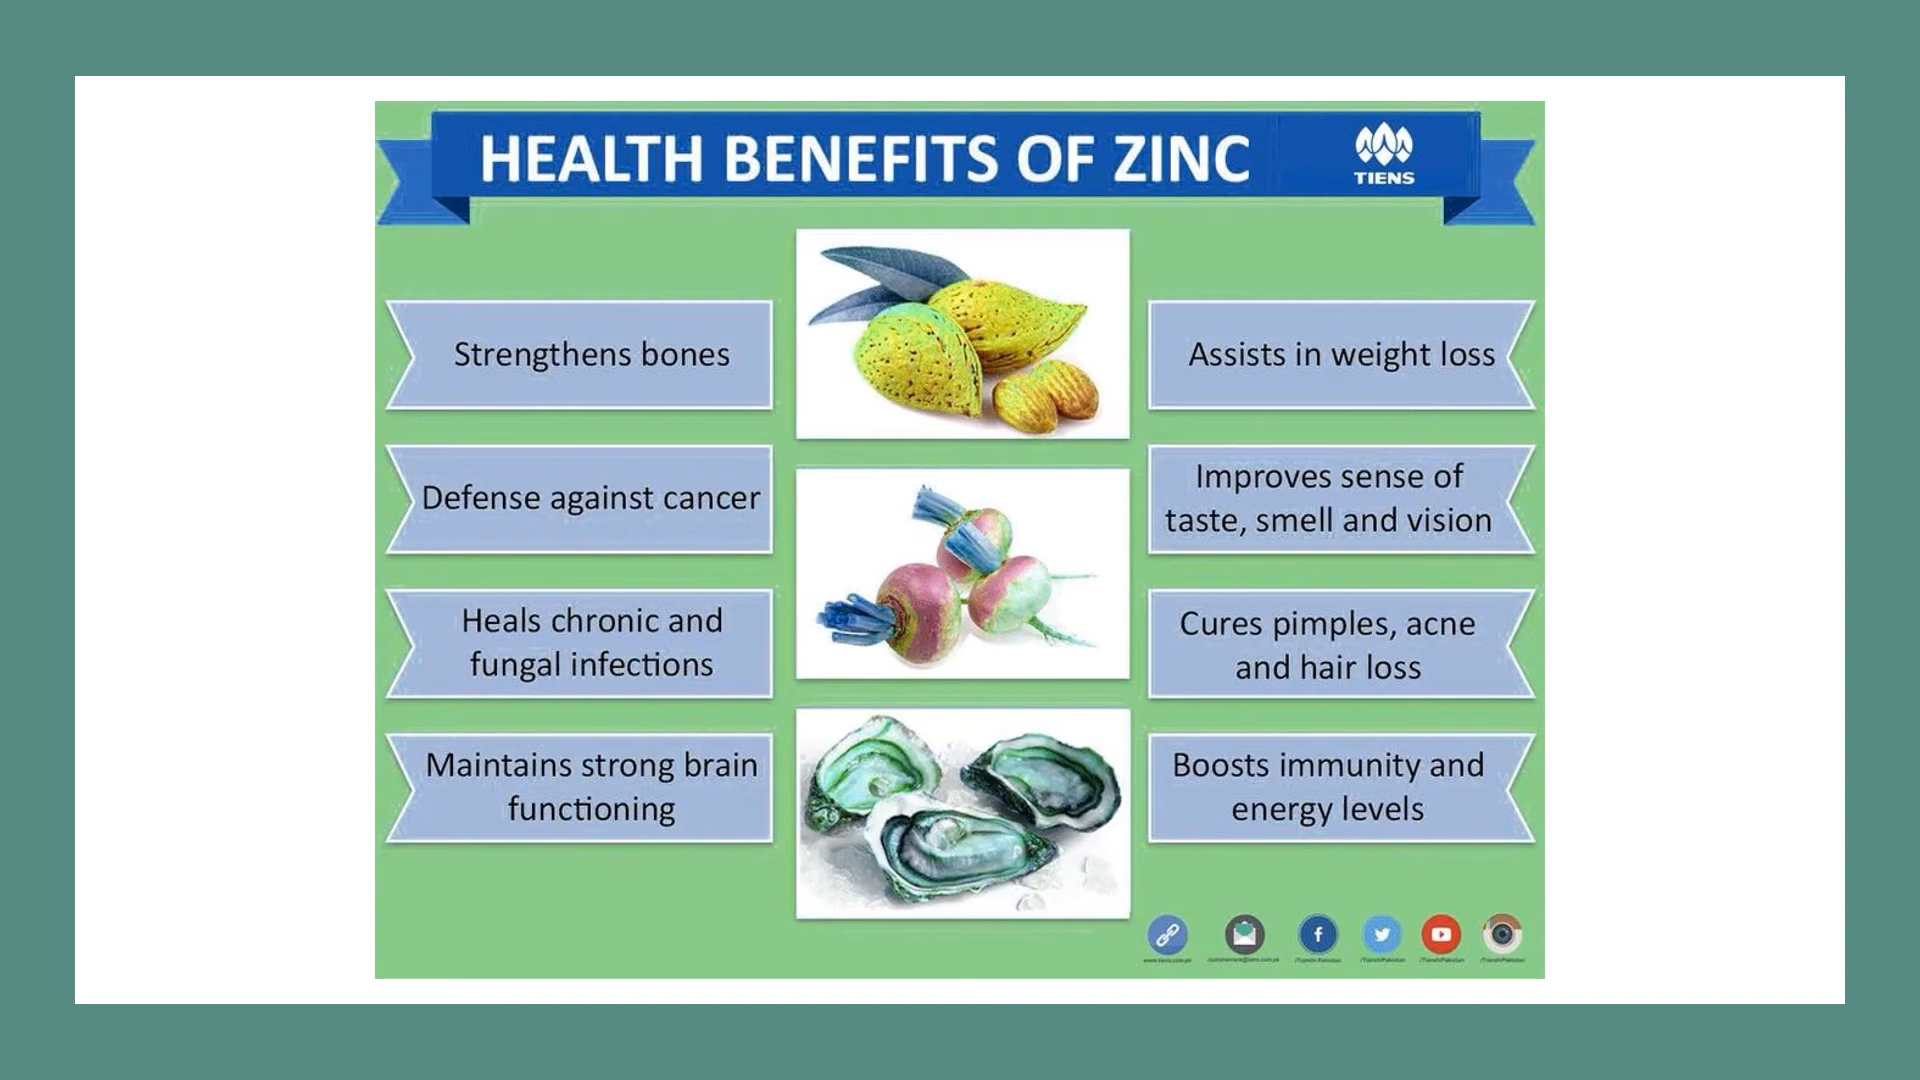 HEALTH BENEFITS OF ZINC
TIENS
Strengthens bones
Defense against cancer
Heals chronic and
fungal infections
Maintains strong brain
functioning
Assists in weight loss
Improves sense of
taste, smell and vision
Cures pimples, acne
and hair loss
Boosts immunity and
energy levels